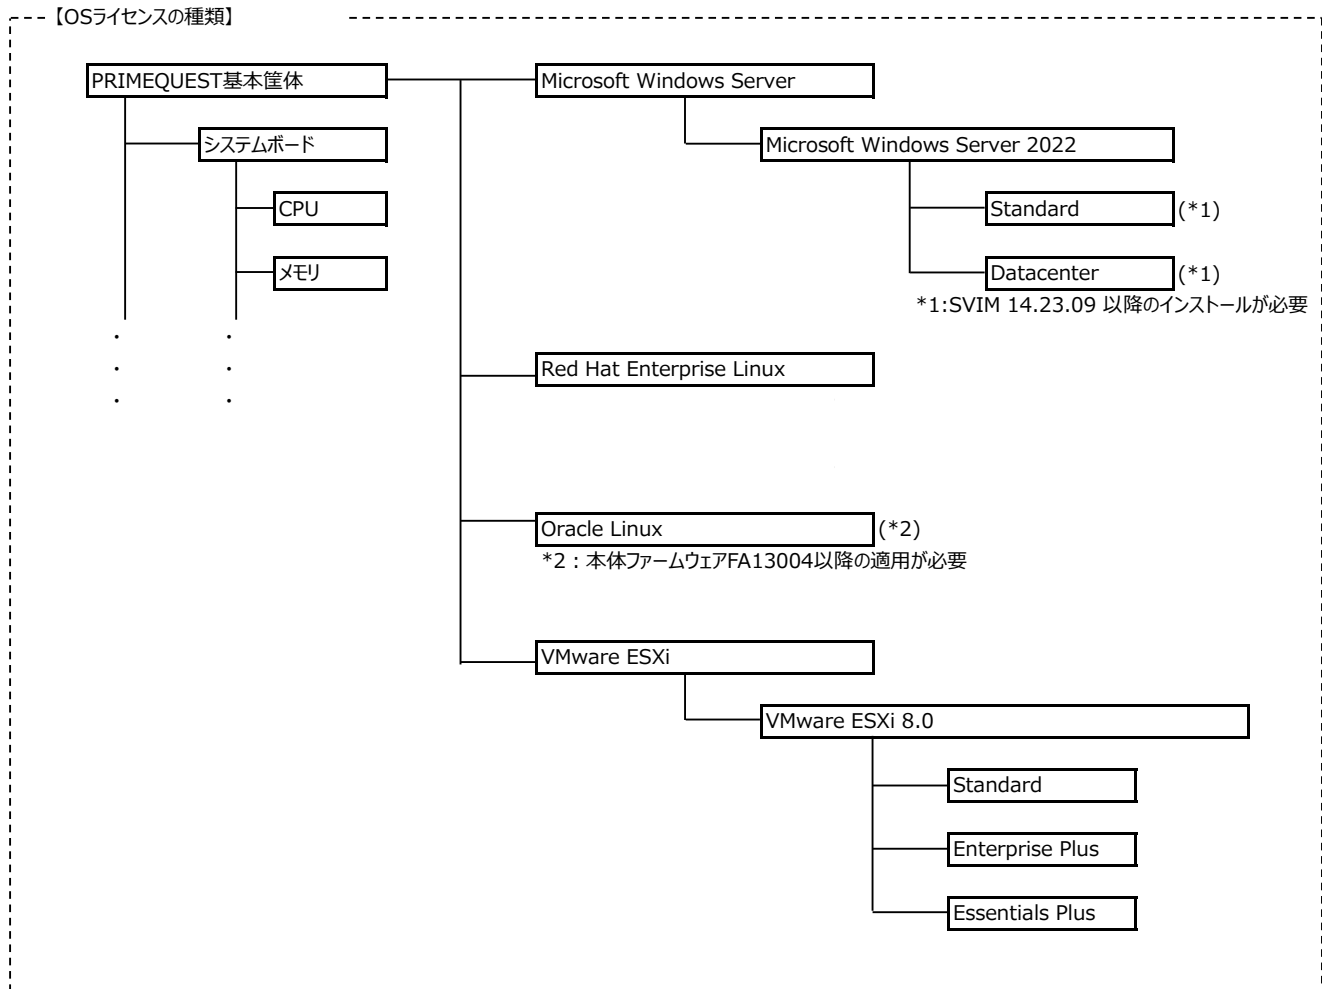 【OSライセンスの種類】
PRIMEQUEST基本筐体
Microsoft Windows Server
システムボード
Microsoft Windows Server 2022
CPU
Standard
(*1)
メモリ
Datacenter
(*1)
*1:SVIM 14.23.09 以降のインストールが必要
・ ・
・ ・
・ ・
Red Hat Enterprise Linux
Oracle Linux
(*2)
*2：本体ファームウェアFA13004以降の適用が必要
VMware ESXi
VMware ESXi 8.0
Standard
Enterprise Plus
Essentials Plus